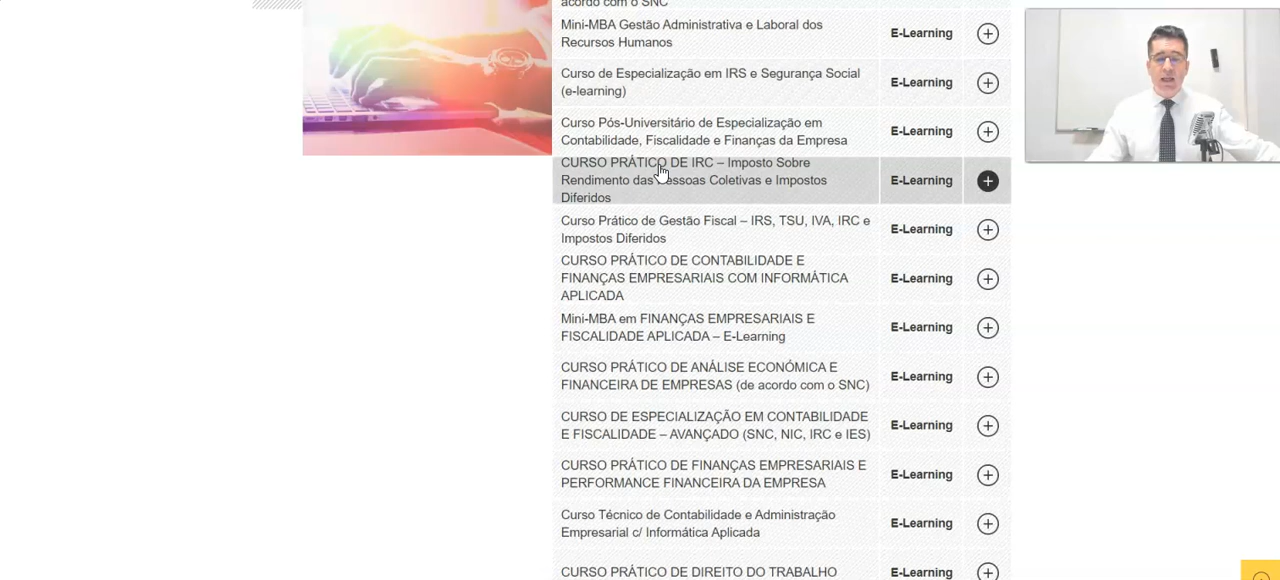 acordo com o SNC
Mini-MBA Gestão Administrativa e Laboral dos
Recursos Humanos
E-Learning
Curso de Especialização em IRS e Segurança Social
(e-learning)
E-Learning
Curso Pós-Universitário de Especialização em
Contabilidade, Fiscalidade e Finanças da Empresa
E-Learning
CURSO PRÁTICO DE IRC – Imposto Sobre
Rendimento das Pessoas Coletivas e Impostos
Diferidos
E-Learning
Curso Prático de Gestão Fiscal – IRS, TSU, IVA, IRC e
Impostos Diferidos
E-Learning
CURSO PRÁTICO DE CONTABILIDADE E
FINANÇAS EMPRESARIAIS COM INFORMÁTICA
APLICADA
E-Learning
Mini-MBA em FINANÇAS EMPRESARIAIS E
FISCALIDADE APLICADA – E-Learning
E-Learning
CURSO PRÁTICO DE ANÁLISE ECONÓMICA E
FINANCEIRA DE EMPRESAS (de acordo com o SNC)
E-Learning
CURSO DE ESPECIALIZAÇÃO EM CONTABILIDADE
E FISCALIDADE – AVANÇADO (SNC, NIC, IRC e IES)
E-Learning
CURSO PRÁTICO DE FINANÇAS EMPRESARIAIS E
PERFORMANCE FINANCEIRA DA EMPRESA
E-Learning
Curso Técnico de Contabilidade e Administração
Empresarial c/ Informática Aplicada
E-Learning
CURSO PRÁTICO DE DIREITO DO TRABALHO
E-Learning